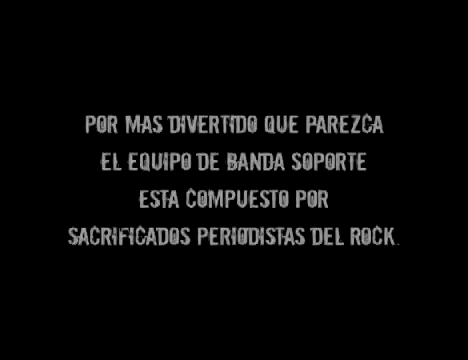 POR MAS DIVERTIDO QUE PAREZCA
EL EQUIPO DE BANDA SOPORTE
ESTA COMPUESTO POR
SACRIFICADOS PERIODISTAS DEL ROCK.